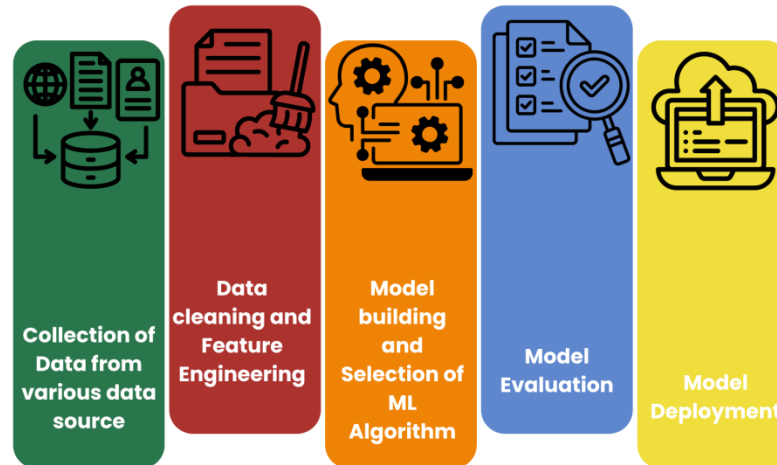 Collection of
Data from
various data
source
Data
cleaning and
Feature
Engineering
Model
building
and
Selection of
ML
Algorithm
Model
Evaluation
Model
Deployment